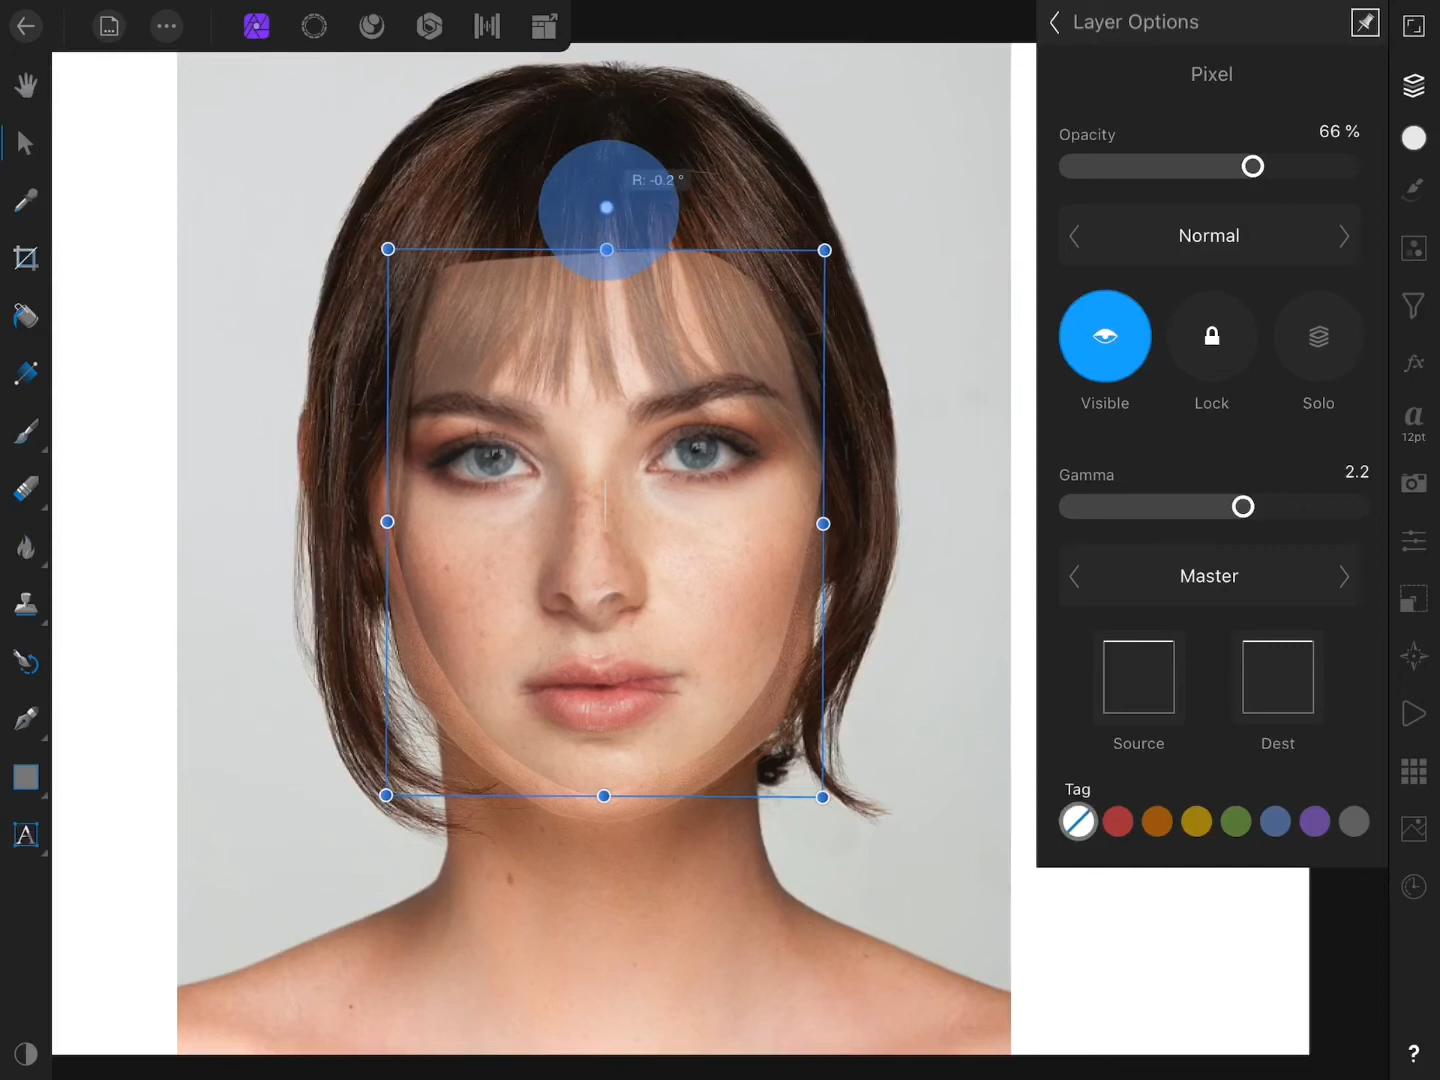 Layer Options
Pixel
Opacity
66 %
R: -0.2 °
Normal
Visible
Lock
Solo
a
12pt
fx
Gamma
2.2
Master
Source
Dest
Tag
A
?